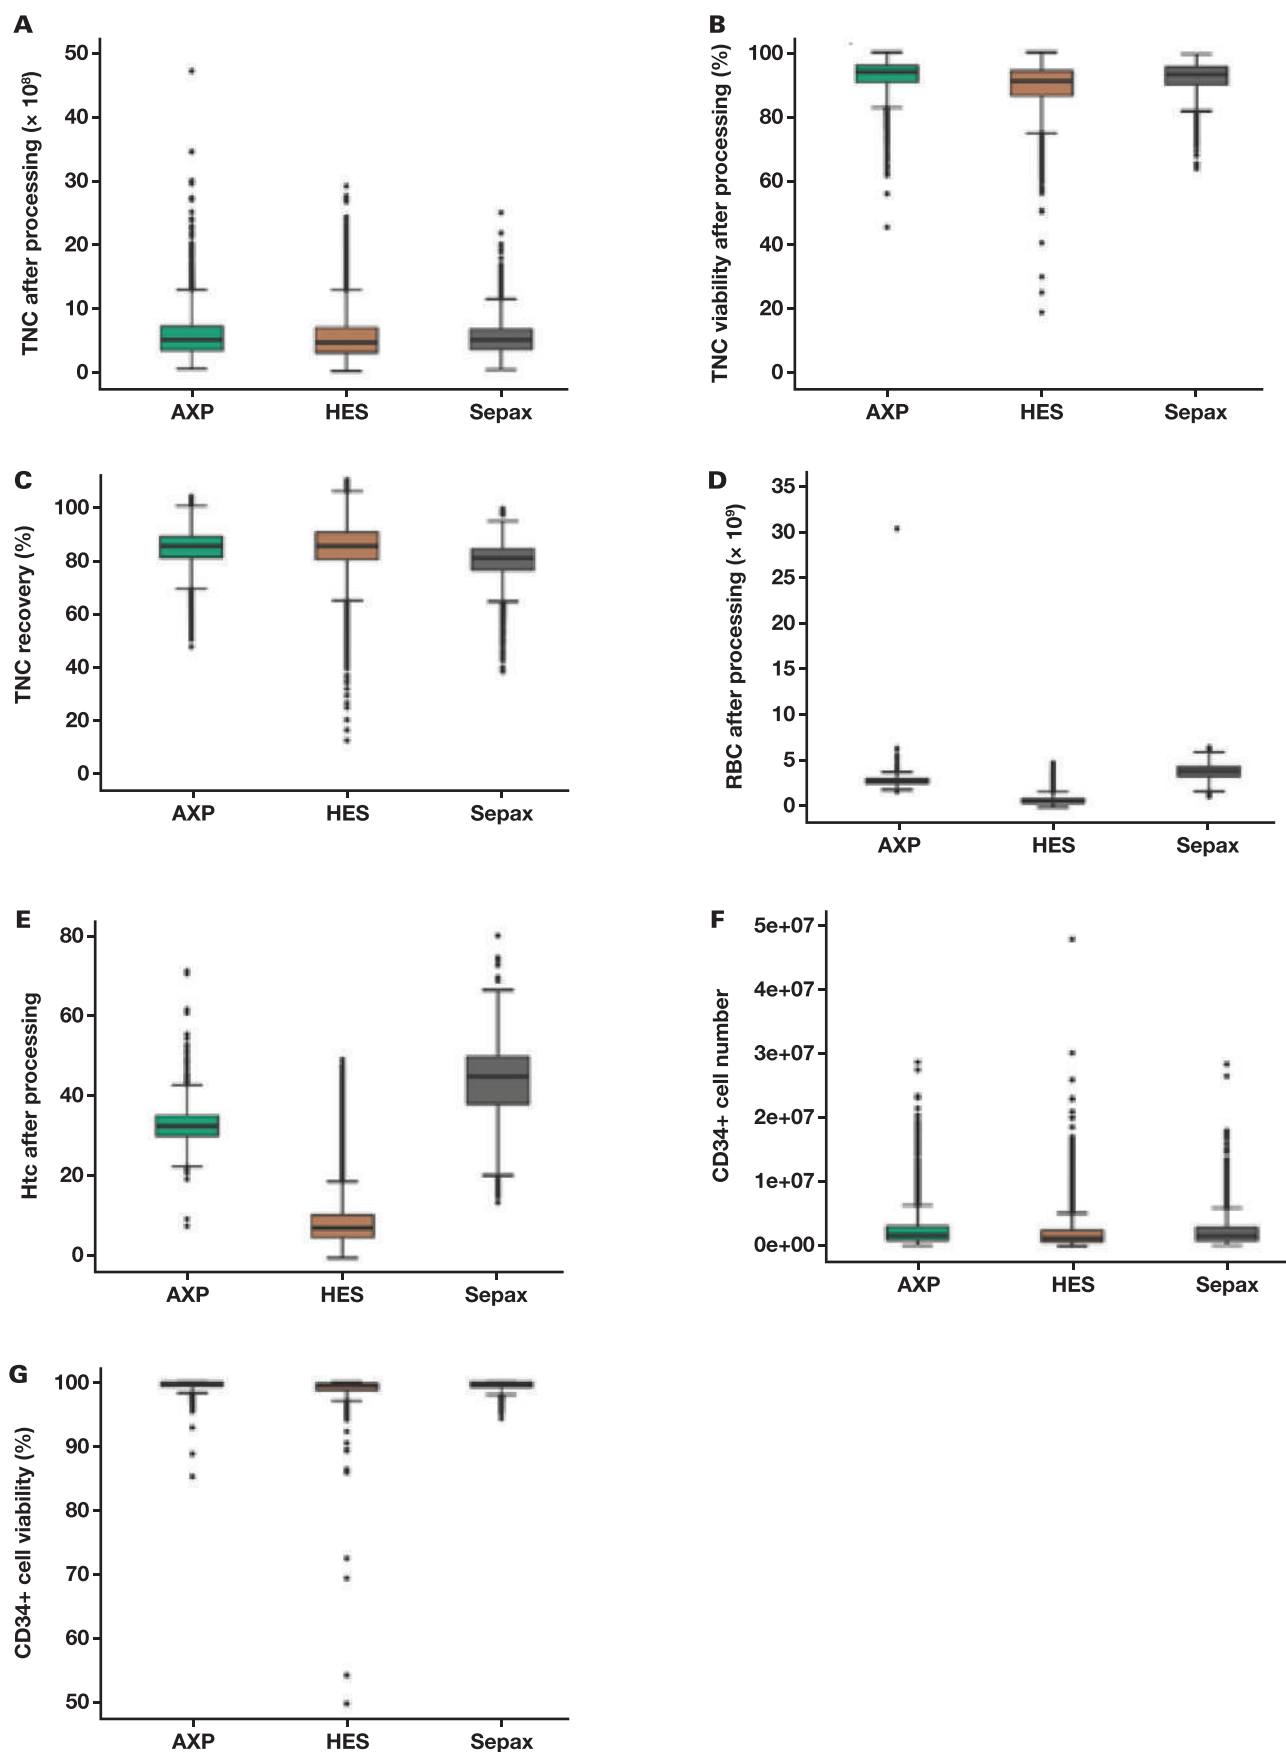 A
TNC after processing (× 10⁸)
50
40
30
20
10
0
AXP HES Sepax
B
TNC viability after processing (%)
100
80
60
40
20
0
AXP HES Sepax
C
TNC recovery (%)
100
80
60
40
20
0
AXP HES Sepax
D
RBC after processing (× 10⁹)
35
30
25
20
15
10
5
0
AXP HES Sepax
E
Htc after processing
80
60
40
20
0
AXP HES Sepax
F
CD34+ cell number
5e+07
4e+07
3e+07
2e+07
1e+07
0e+00
AXP HES Sepax
G
CD34+ cell viability (%)
100
90
80
70
60
50
AXP HES Sepax